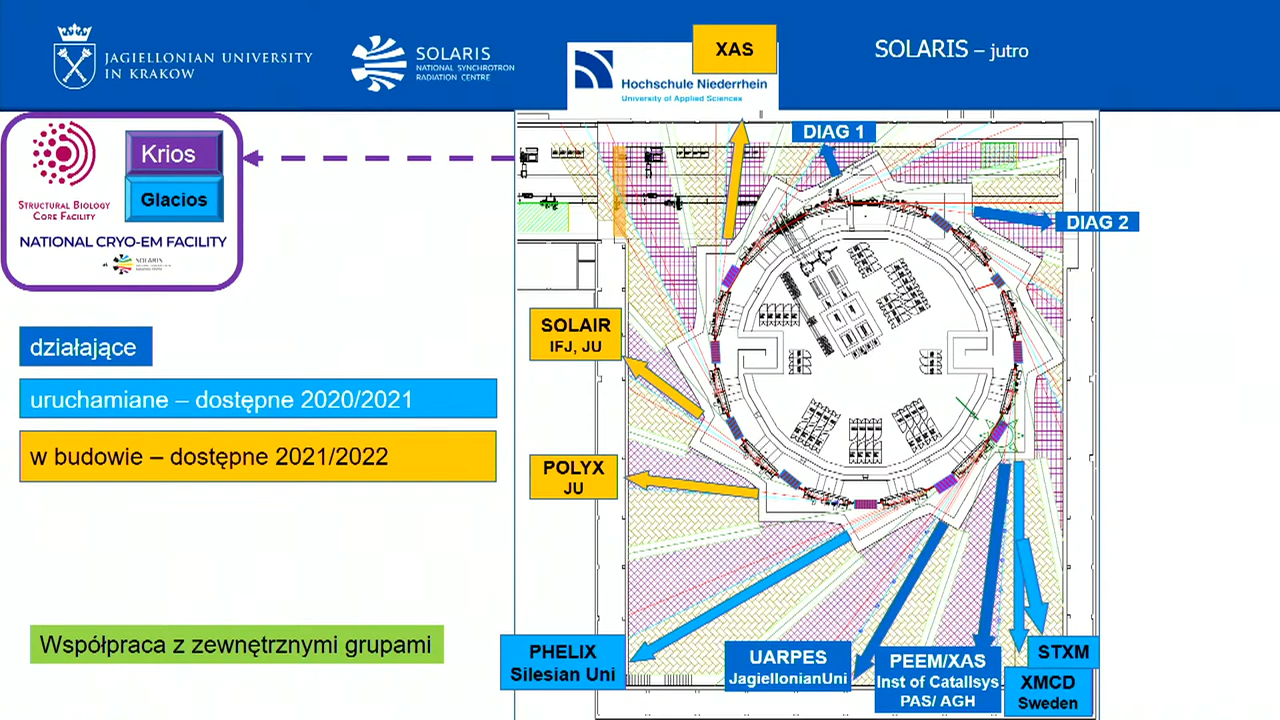 JAGIELLONIAN UNIVERSITY
IN KRAKOW
SOLARIS
NATIONAL SYNCHROTRON
RADIATION CENTRE
Hochschule Niederrhein
University of Applied Sciences
XAS
SOLARIS – jutro
STRUCTURAL BIOLOGY
CORE FACILITY
Krios
Glacios
NATIONAL CRYO-EM FACILITY
at
SOLARIS
DIAG 1
DIAG 2
działające
uruchamiane – dostępne 2020/2021
w budowie – dostępne 2021/2022
SOLAIR
IFJ, JU
POLYX
JU
Współpraca z zewnętrznymi grupami
PHELIX
Silesian Uni
UARPES
JagiellonianUni
PEEM/XAS
Inst of Catallsys
PAS/ AGH
STXM
XMCD
Sweden